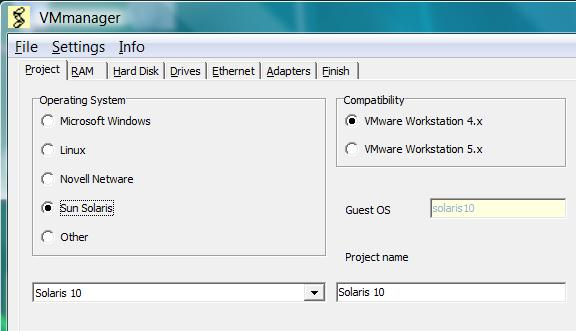 VMmanager
File Settings Info
Project RAM Hard Disk Drives Ethernet Adapters Finish
Operating System
Microsoft Windows
Linux
Novell Netware
Sun Solaris
Other
Solaris 10
Compatibility
VMware Workstation 4.x
VMware Workstation 5.x
Guest OS solaris10
Project name
Solaris 10